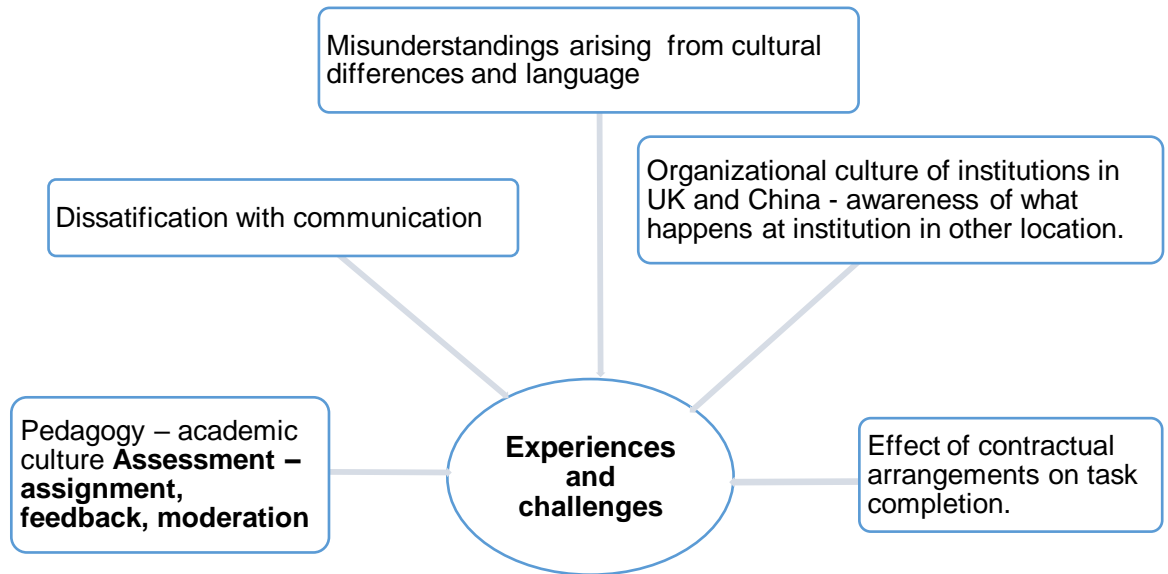 Misunderstandings arising from cultural
differences and language
Organizational culture of institutions in
UK and China - awareness of what
happens at institution in other location.
Dissatification with communication
Pedagogy – academic
culture Assessment –
assignment,
feedback, moderation
Experiences
and
challenges
Effect of contractual
arrangements on task
completion.